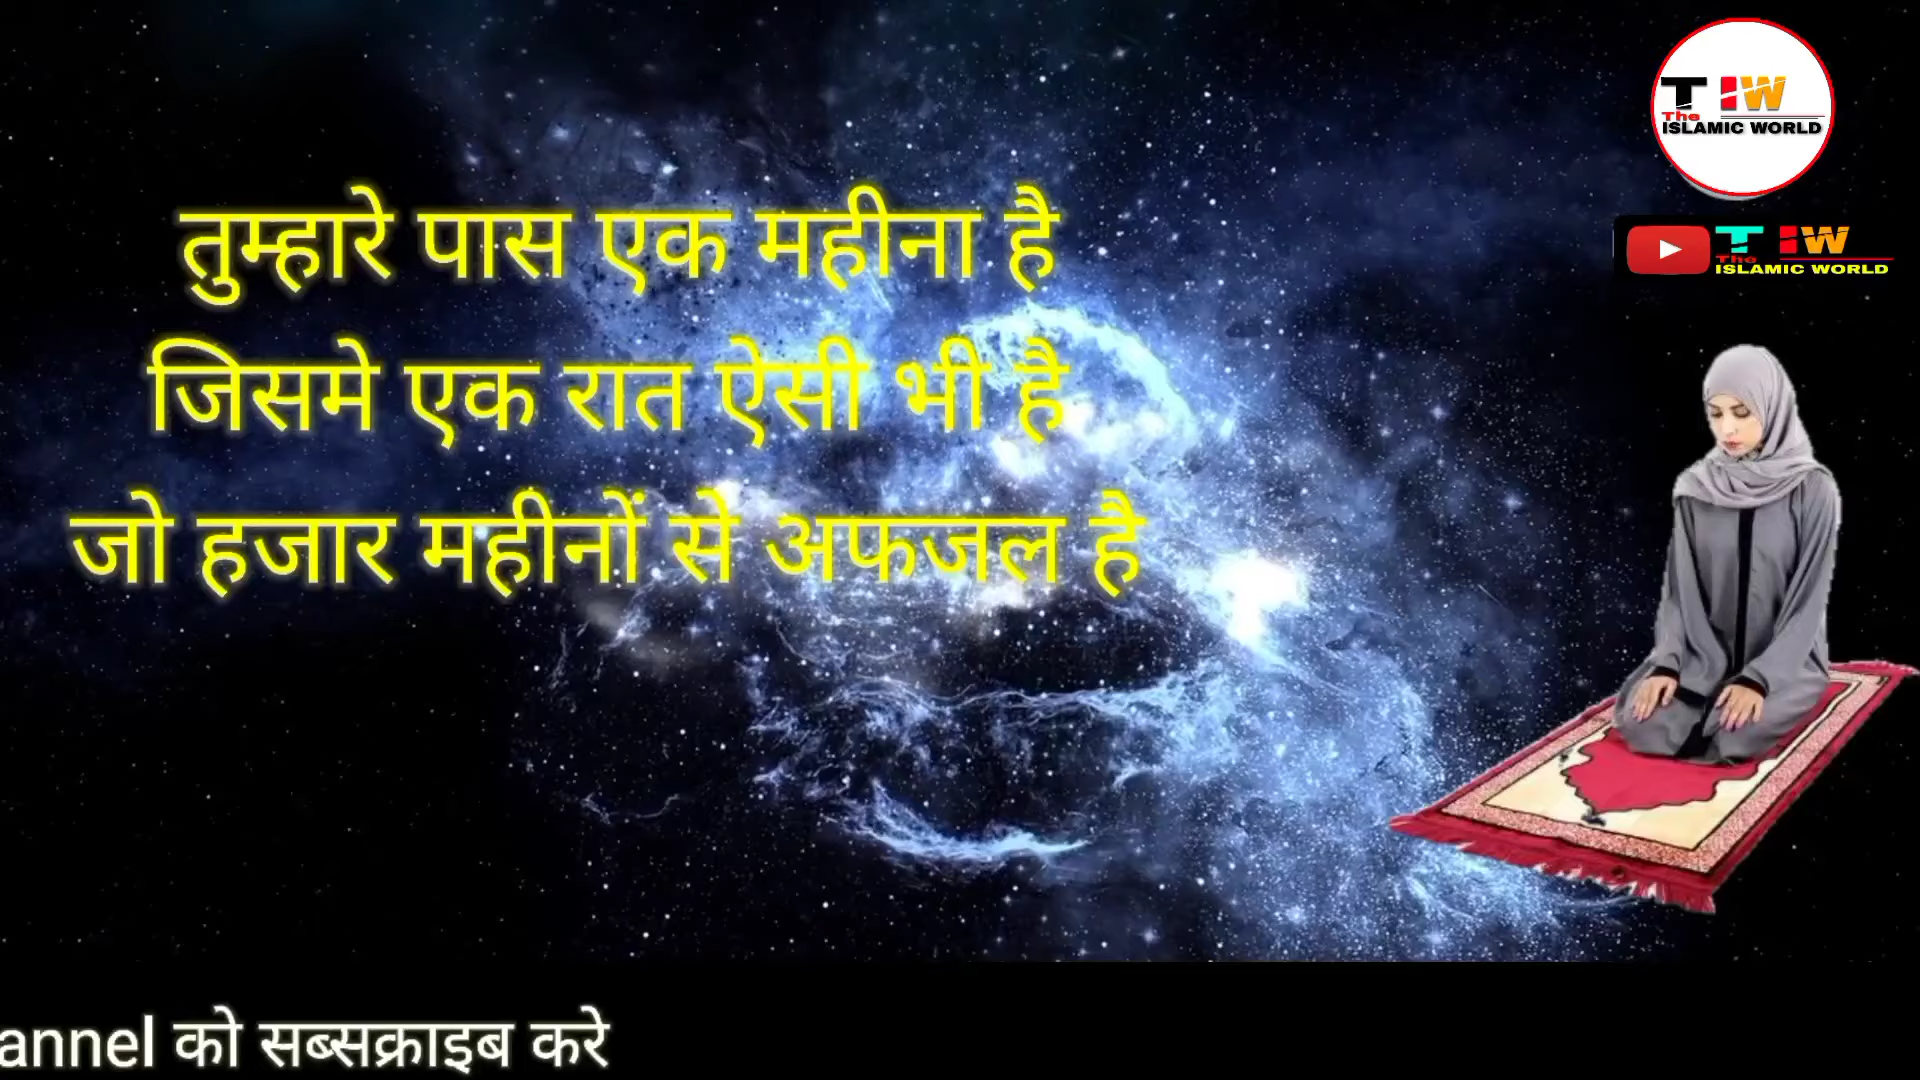 T IW
The
ISLAMIC WORLD
T IW
The
ISLAMIC WORLD
तुम्हारे पास एक महीना है
जिसमे एक रात ऐसी भी है
जो हजार महीनों से अफजल है
annel को सब्सक्राइब करे